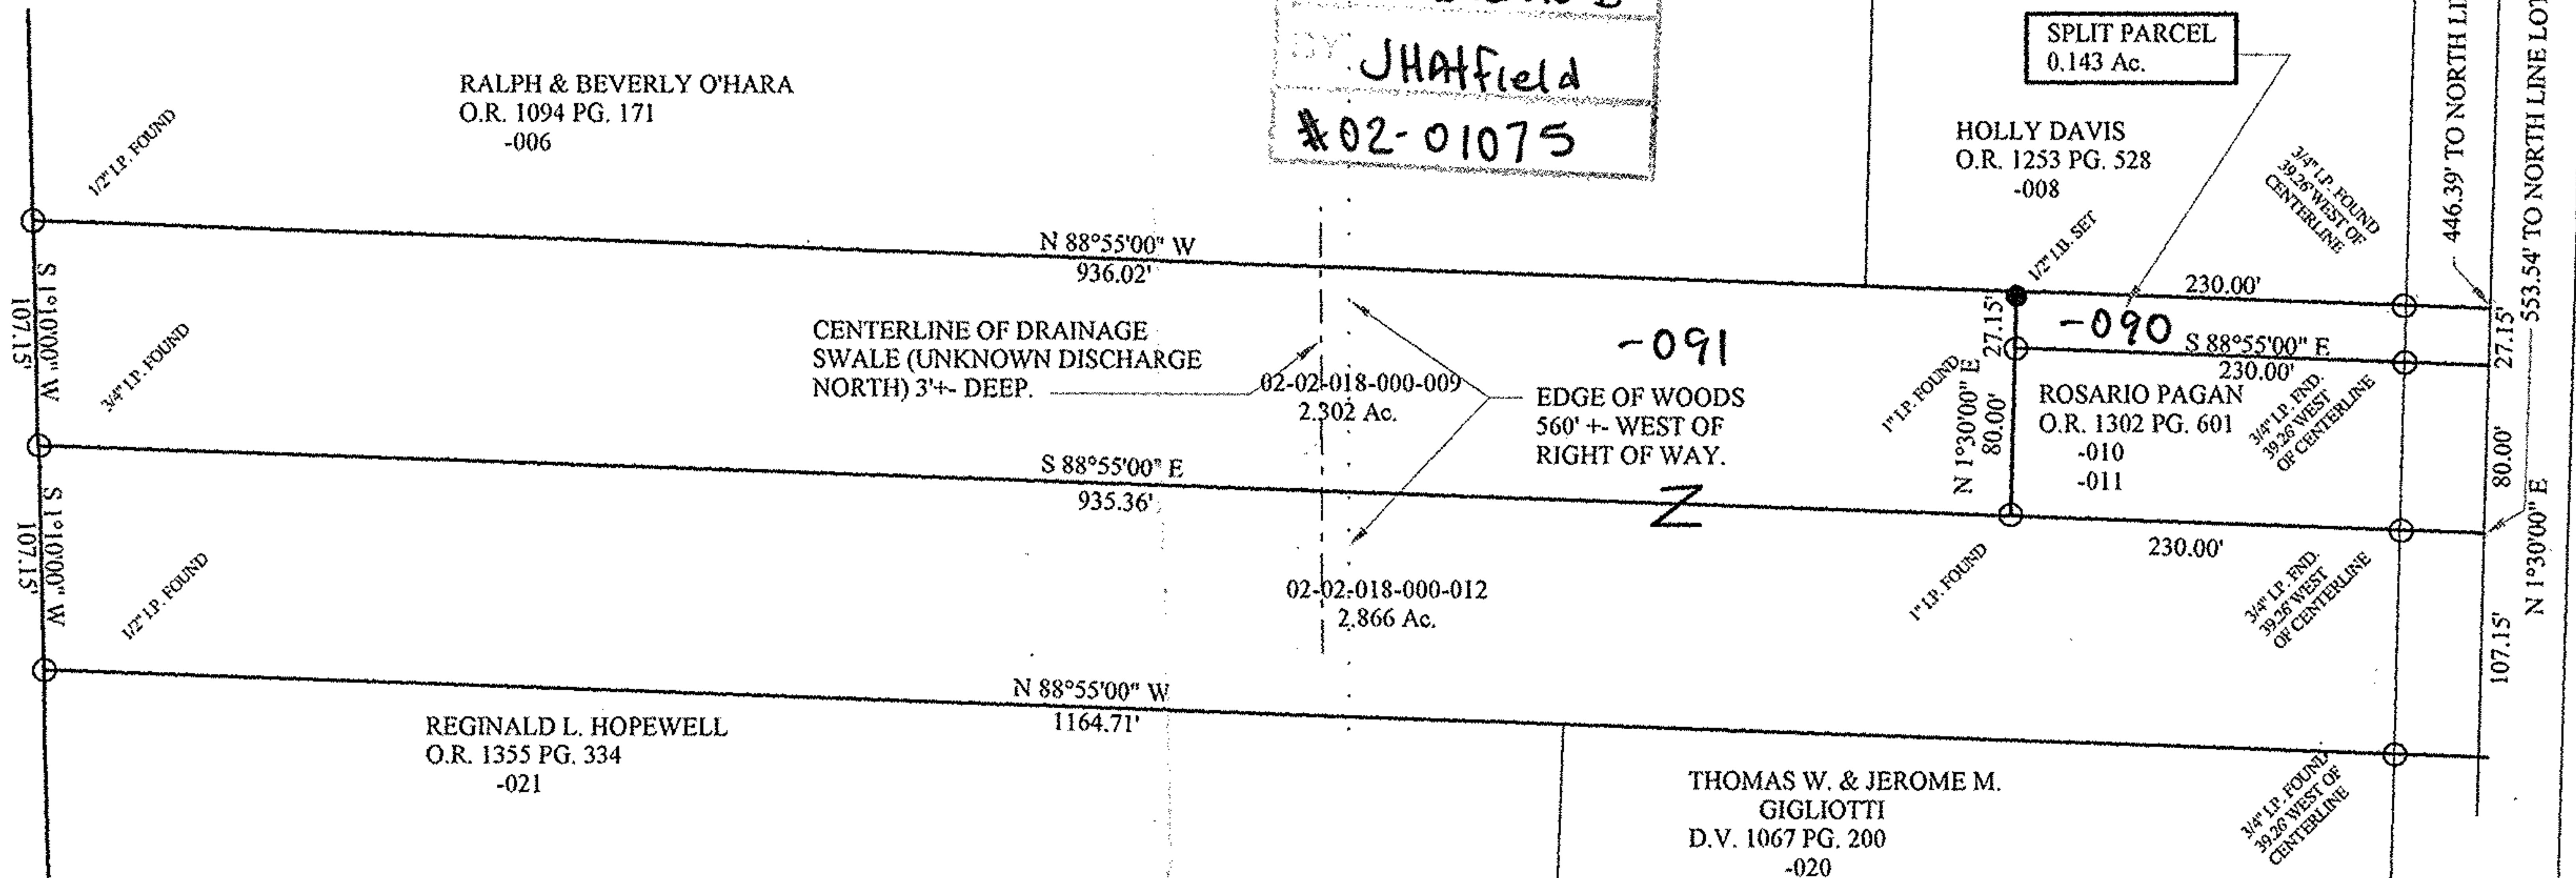 BY: JHAtfield
#02-01075
SPLIT PARCEL
0.143 Ac.
446.39' TO NORTH
553.54' TO NORTH LINE LOT
RALPH & BEVERLY O'HARA
O.R. 1094 PG. 171
-006
HOLLY DAVIS
O.R. 1253 PG. 528
-008
1/2" I.P. FOUND
3/4" I.P. FOUND
39.26' WEST OF
CENTERLINE
1/2" I.B. SET
N 88°55'00" W
936.02'
230.00'
S 1°10'00" W
107.15'
3/4" I.P. FOUND
CENTERLINE OF DRAINAGE
SWALE (UNKNOWN DISCHARGE
NORTH) 3'+- DEEP.
02-02-018-000-009
2.302 Ac.
-091
EDGE OF WOODS
560' +- WEST OF
RIGHT OF WAY.
27.15'
-090
S 88°55'00" E
230.00'
27.15'
1" I.P. FOUND
N 1°30'00" E
80.00'
ROSARIO PAGAN
O.R. 1302 PG. 601
-010
-011
3/4" I.P. FND.
39.26' WEST
OF CENTERLINE
80.00'
N 1°30'00" E
S 88°55'00" E
935.36'
Z
230.00'
S 1°10'00" W
107.15'
1/2" I.P. FOUND
02-02-018-000-012
2.866 Ac.
1" I.P. FOUND
3/4" I.P. FND.
39.26' WEST
OF CENTERLINE
107.15'
N 88°55'00" W
1164.71'
REGINALD L. HOPEWELL
O.R. 1355 PG. 334
-021
THOMAS W. & JEROME M.
GIGLIOTTI
D.V. 1067 PG. 200
-020
3/4" I.P. FOUND
39.26' WEST OF
CENTERLINE